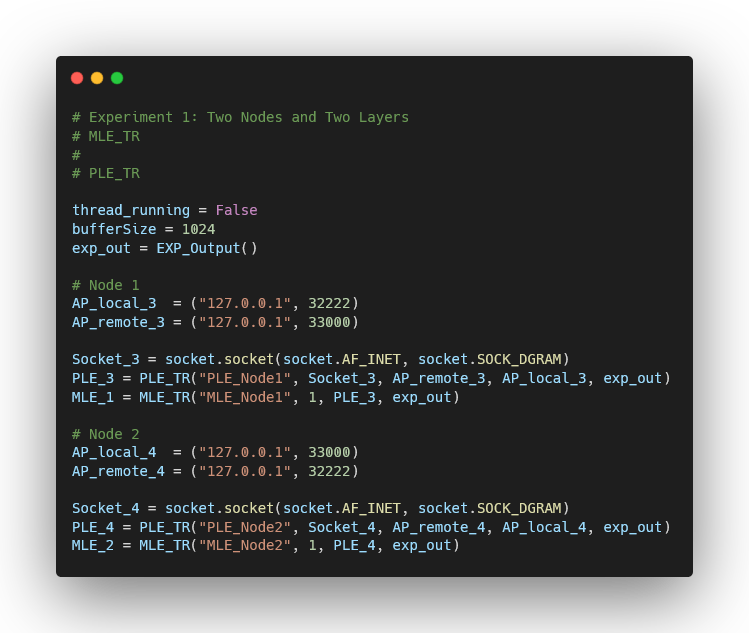 # Experiment 1: Two Nodes and Two Layers
# MLE_TR
#
# PLE_TR
thread_running = False
bufferSize = 1024
exp_out = EXP_Output()
# Node 1
AP_local_3  = ("127.0.0.1", 32222)
AP_remote_3 = ("127.0.0.1", 33000)
Socket_3 = socket.socket(socket.AF_INET, socket.SOCK_DGRAM)
PLE_3 = PLE_TR("PLE_Node1", Socket_3, AP_remote_3, AP_local_3, exp_out)
MLE_1 = MLE_TR("MLE_Node1", 1, PLE_3, exp_out)
# Node 2
AP_local_4  = ("127.0.0.1", 33000)
AP_remote_4 = ("127.0.0.1", 32222)
Socket_4 = socket.socket(socket.AF_INET, socket.SOCK_DGRAM)
PLE_4 = PLE_TR("PLE_Node2", Socket_4, AP_remote_4, AP_local_4, exp_out)
MLE_2 = MLE_TR("MLE_Node2", 1, PLE_4, exp_out)